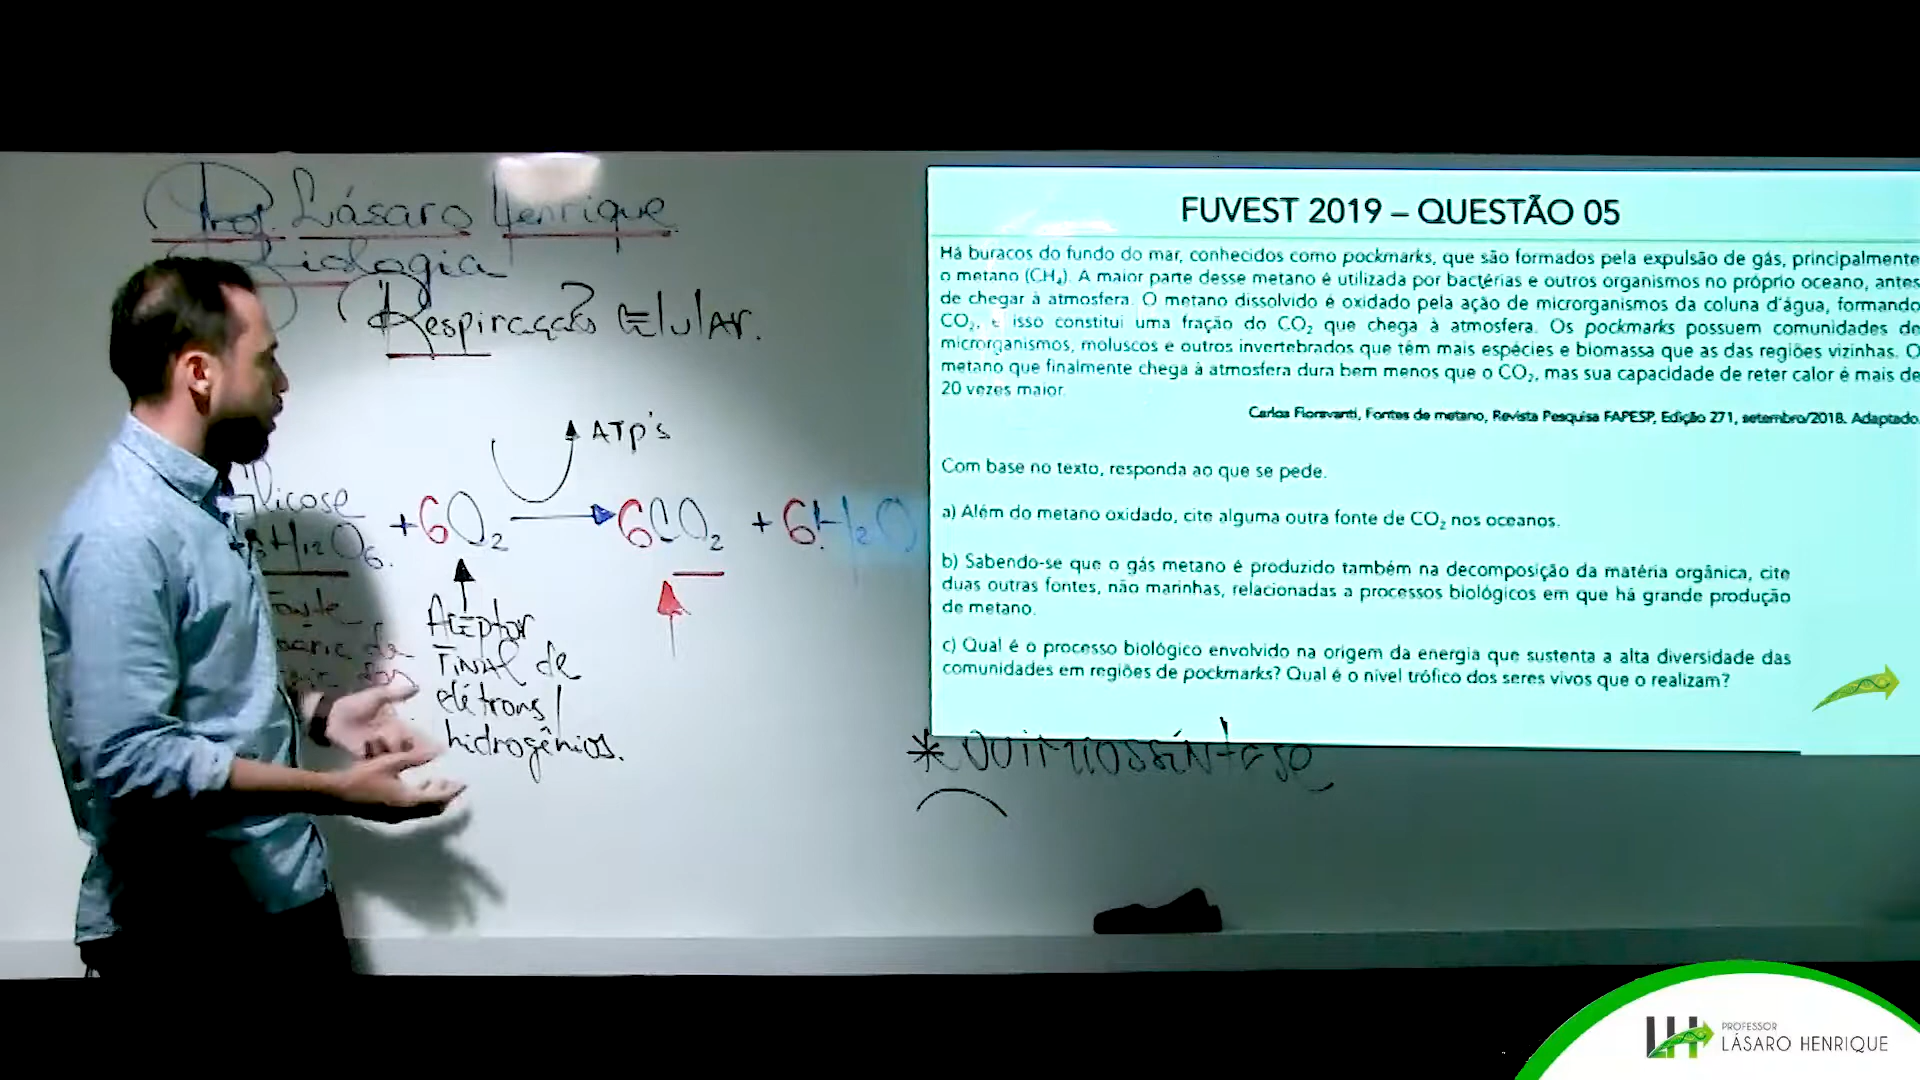 Prof. Lásaro Henrique
Biologia
Respiração Celular.
ATP's
Glicose
+ 6O₂ → 6CO₂ + 6H₂O
Aceptor
Final de
elétrons/
hidrogênios.
Fonte
* Quimiossíntese
FUVEST 2019 – QUESTÃO 05
Há buracos do fundo do mar, conhecidos como pockmarks, que são formados pela expulsão de gás, principalmente
o metano (CH₄). A maior parte desse metano é utilizada por bactérias e outros organismos no próprio oceano, antes
de chegar à atmosfera. O metano dissolvido é oxidado pela ação de microrganismos da coluna d'água, formando
CO₂, e isso constitui uma fração do CO₂ que chega à atmosfera. Os pockmarks possuem comunidades de
microrganismos, moluscos e outros invertebrados que têm mais espécies e biomassa que as das regiões vizinhas. O
metano que finalmente chega à atmosfera dura bem menos que o CO₂, mas sua capacidade de reter calor é mais de
20 vezes maior.
Carlos Fioravanti, Fontes de metano, Revista Pesquisa FAPESP, Edição 271, setembro/2018. Adaptado.
Com base no texto, responda ao que se pede.
a) Além do metano oxidado, cite alguma outra fonte de CO₂ nos oceanos.
b) Sabendo-se que o gás metano é produzido também na decomposição da matéria orgânica, cite
duas outras fontes, não marinhas, relacionadas a processos biológicos em que há grande produção
de metano.
c) Qual é o processo biológico envolvido na origem da energia que sustenta a alta diversidade das
comunidades em regiões de pockmarks? Qual é o nível trófico dos seres vivos que o realizam?
LH
PROFESSOR
LÁSARO HENRIQUE